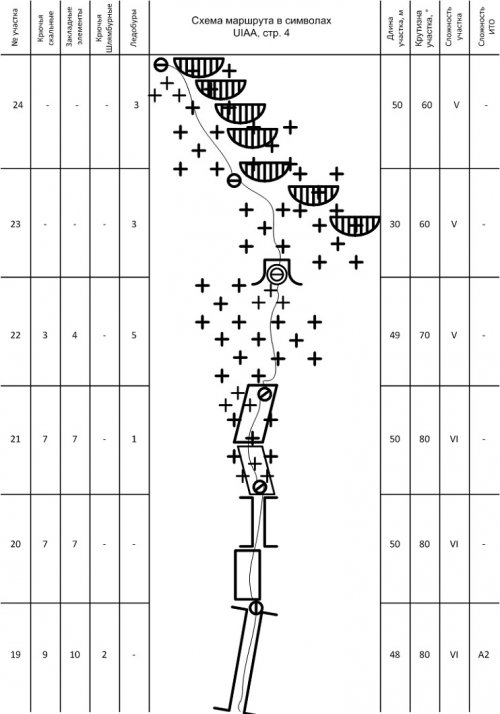 № участка
Крючья
скальные
Закладные
элементы
Крючья
Шлямбурные
Ледобуры
Схема маршрута в символах
UIAA, стр. 4
Длина
участка, м
Крутизна
участка, °
Сложность
участка
Сложность
ИТО
24 - - - 3 50 60 V -
23 - - - 3 30 60 V -
22 3 4 - 5 49 70 V -
21 7 7 - 1 50 80 VI -
20 7 7 - - 50 80 VI -
19 9 10 2 - 48 80 VI A2